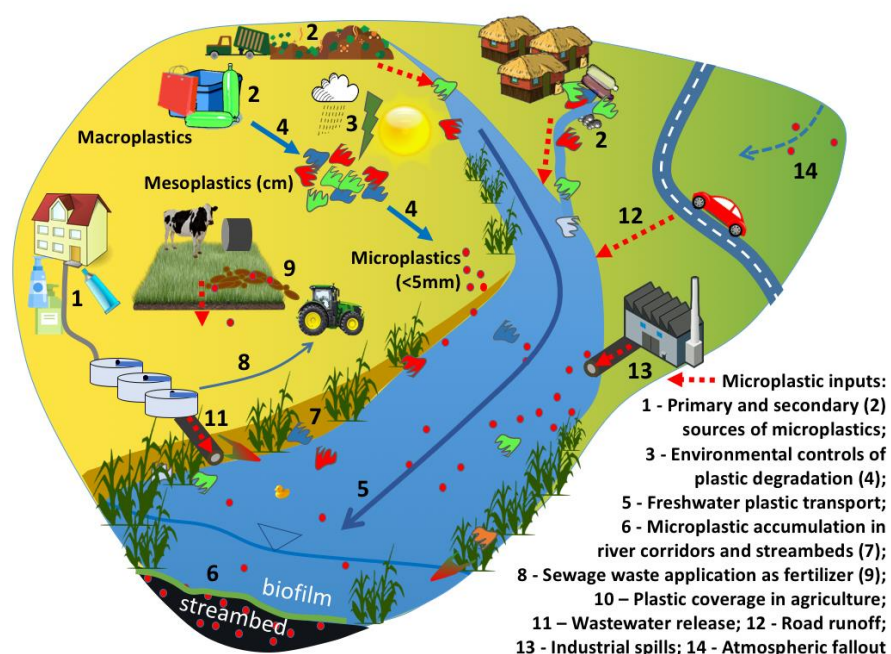 2
2
Macroplastics
4
3
2
14
Mesoplastics (cm)
4
12
Microplastics
(<5mm)
9
1
8
13
11
7
5
6
biofilm
streambed
Microplastic inputs:
1 - Primary and secondary (2)
sources of microplastics;
3 - Environmental controls of
plastic degradation (4);
5 - Freshwater plastic transport;
6 - Microplastic accumulation in
river corridors and streambeds (7);
8 - Sewage waste application as fertilizer (9);
10 – Plastic coverage in agriculture;
11 – Wastewater release; 12 - Road runoff;
13 - Industrial spills; 14 - Atmospheric fallout